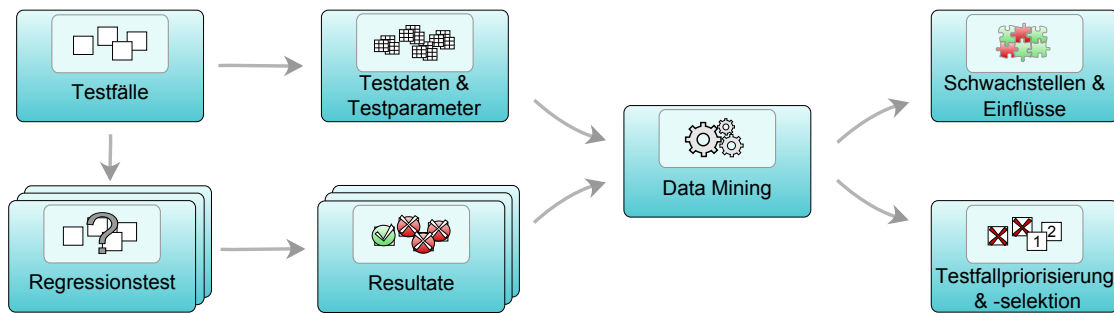 Testfälle
Testdaten &
Testparameter
Schwachstellen &
Einflüsse
Data Mining
Regressionstest
Resultate
1
2
Testfallpriorisierung
& -selektion